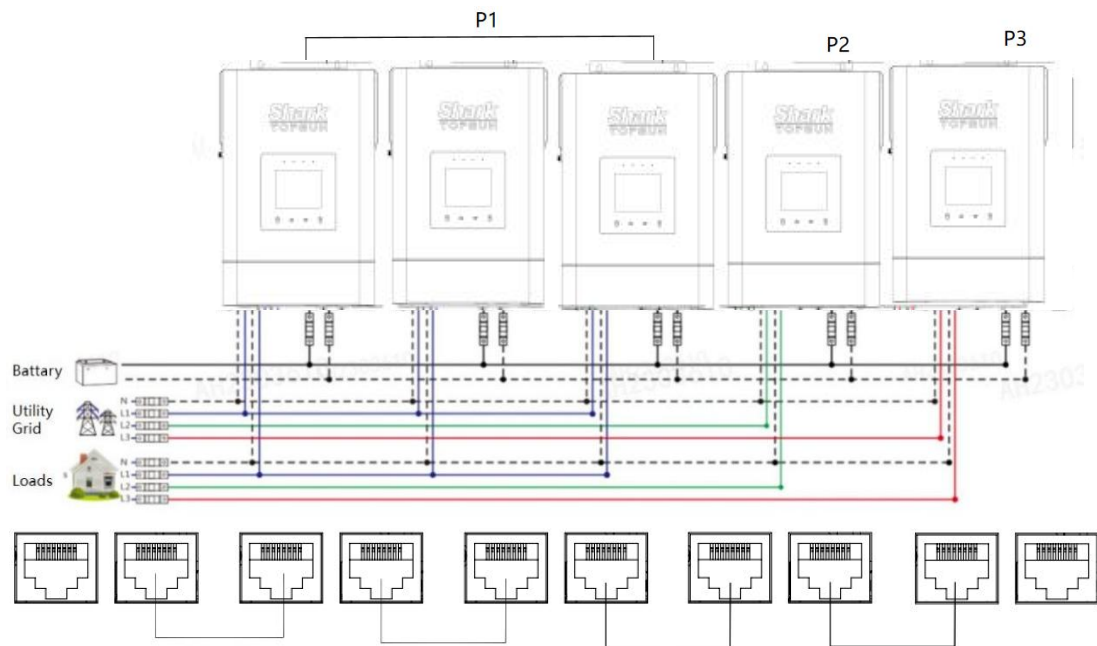 P1
P2
P3
Shark
TOPSUN
Shark
TOPSUN
Shark
TOPSUN
Shark
TOPSUN
Shark
TOPSUN
Battary
Utility
Grid
N
L1
L2
L3
Loads
N
L1
L2
L3